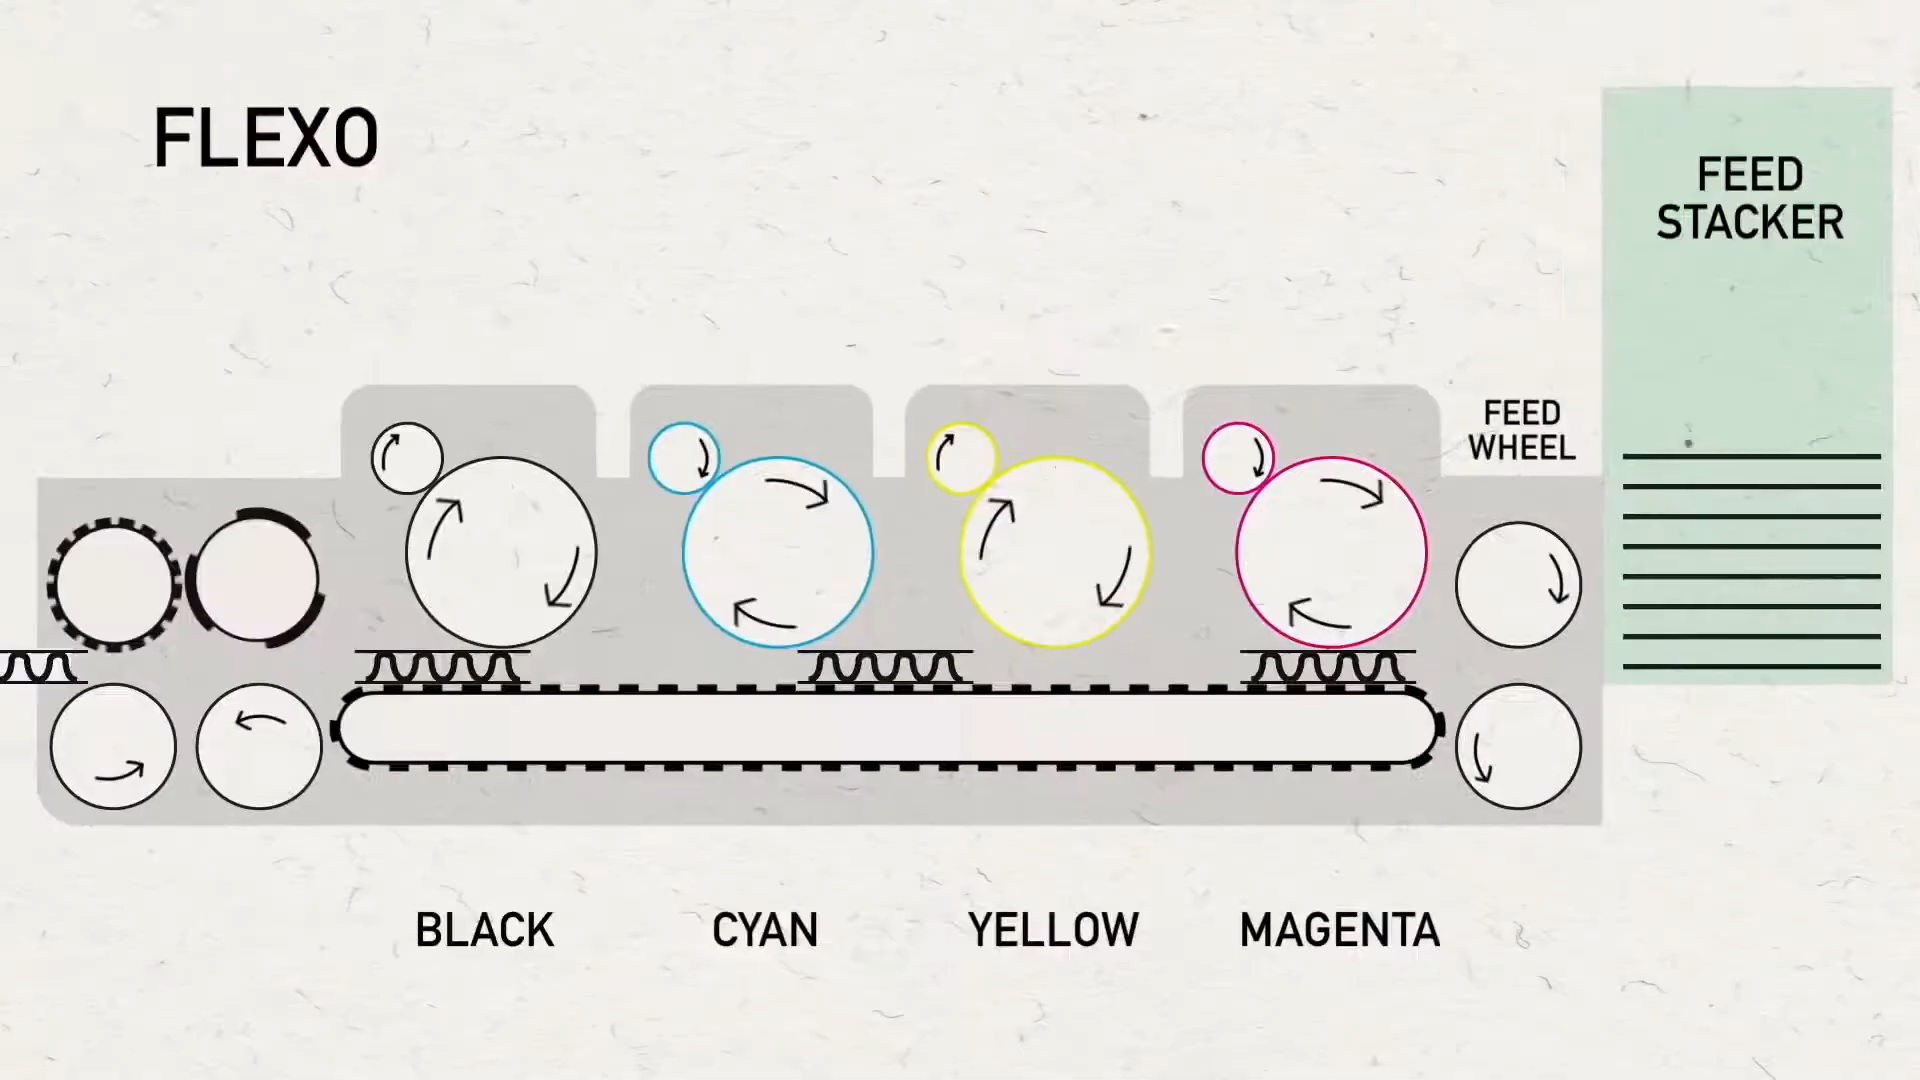 FLEXO
FEED
STACKER
FEED
WHEEL
BLACK
CYAN
YELLOW
MAGENTA